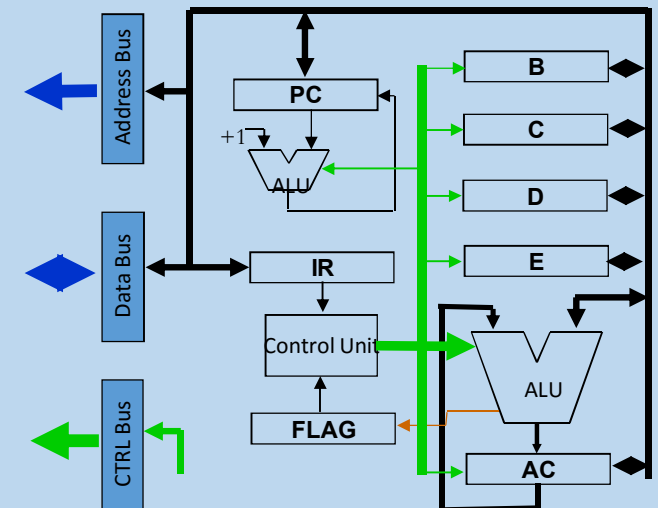 Address Bus
PC
+1
ALU
B
C
D
E
Data Bus
IR
Control Unit
ALU
CTRL Bus
FLAG
AC